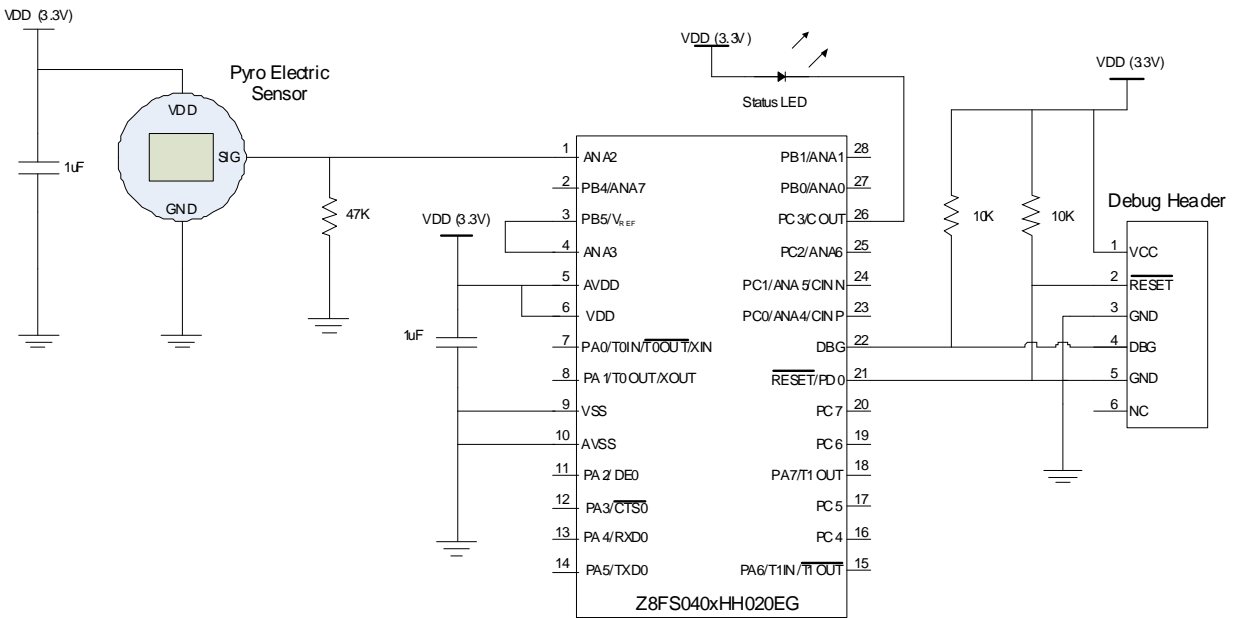 VDD (3.3V)
Pyro Electric
Sensor
VDD
SIG
GND
1uF
47K
VDD (3.3V)
1uF
VDD (3.3V)
Status LED
VDD (3.3V)
10K
10K
Debug Header
1 VCC
2 RESET
3 GND
4 DBG
5 GND
6 NC
1 ANA2
2 PB4/ANA7
3 PB5/VREF
4 ANA3
5 AVDD
6 VDD
7 PA0/T0IN/T0OUT/XIN
8 PA1/T0OUT/XOUT
9 VSS
10 AVSS
11 PA2/DE0
12 PA3/CTS0
13 PA4/RXD0
14 PA5/TXD0
PB1/ANA1 28
PB0/ANA0 27
PC3/COUT 26
PC2/ANA6 25
PC1/ANA5/CINN 24
PC0/ANA4/CINP 23
DBG 22
RESET/PD0 21
PC7 20
PC6 19
PA7/T1OUT 18
PC5 17
PC4 16
PA6/T1IN/T1OUT 15
Z8FS040xHH020EG